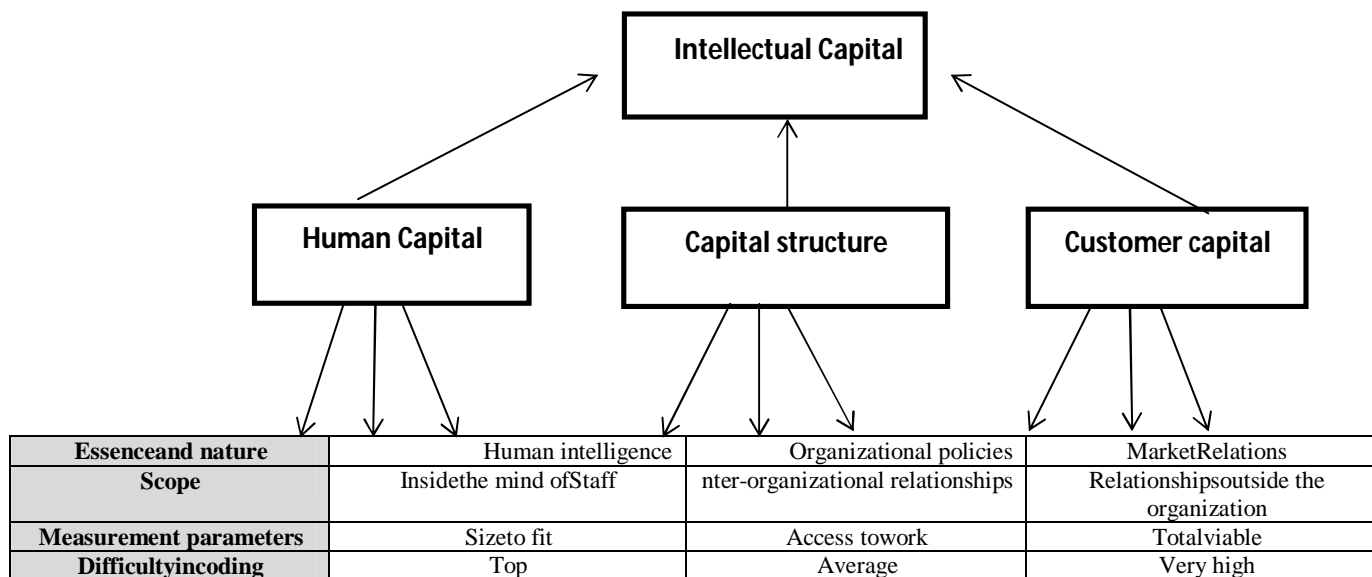 Intellectual Capital
Human Capital
Capital structure
Customer capital
Essenceand nature Human intelligence Organizational policies MarketRelations
Scope Insidethe mind ofStaff nter-organizational relationships Relationshipsoutside the
organization
Measurement parameters Sizeto fit Access towork Totalviable
Difficultyincoding Top Average Very high